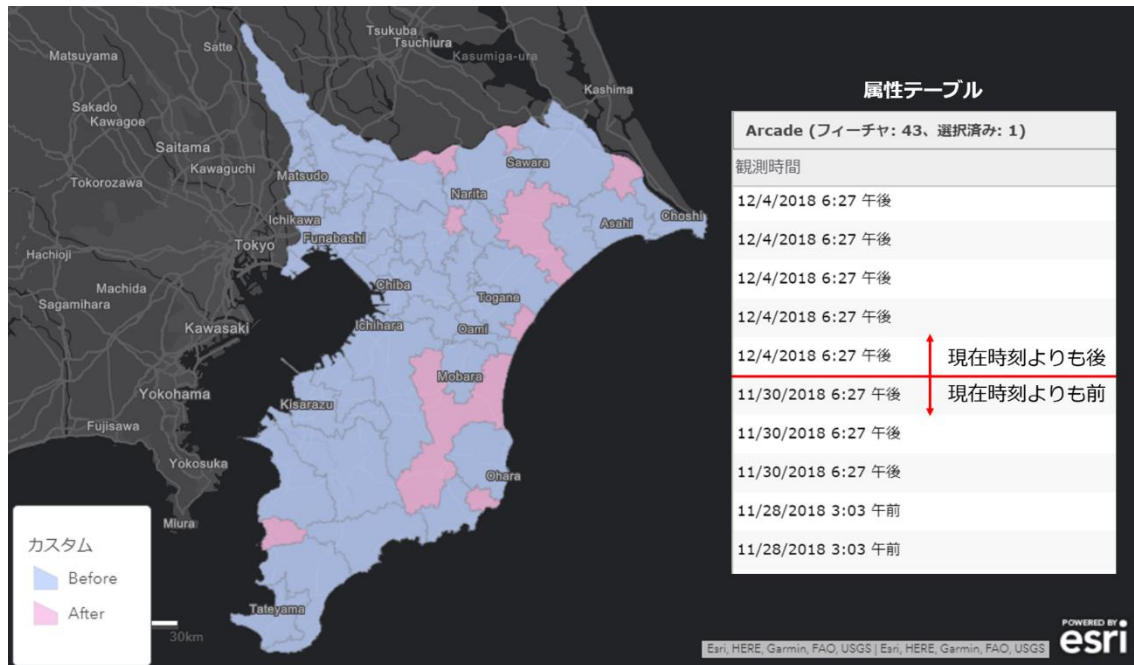 Tsukuba
Tsuchiura
Satte
Matsuyama
Kasumiga-ura
Kashima
Sakado
Kawagoe
Saitama
Kawaguchi
Matsudo
Tokorozawa
Sawara
Narita
Ichikawa
Funabashi
Asahi
Choshi
Tokyo
Hachioji
Machida
Sagamihara
Chiba
Togane
Kawasaki
Ichihara
Oami
Mobara
Yokohama
Kisarazu
Fujisawa
Yokosuka
Ohara
Miura
Tateyama
カスタム
Before
After
30km
属性テーブル
Arcade (フィーチャ: 43、選択済み: 1)
観測時間
12/4/2018 6:27 午後
12/4/2018 6:27 午後
12/4/2018 6:27 午後
12/4/2018 6:27 午後
12/4/2018 6:27 午後
現在時刻よりも後
11/30/2018 6:27 午後
現在時刻よりも前
11/30/2018 6:27 午後
11/30/2018 6:27 午後
11/28/2018 3:03 午前
11/28/2018 3:03 午前
Esri, HERE, Garmin, FAO, USGS | Esri, HERE, Garmin, FAO, USGS
POWERED BY
esri